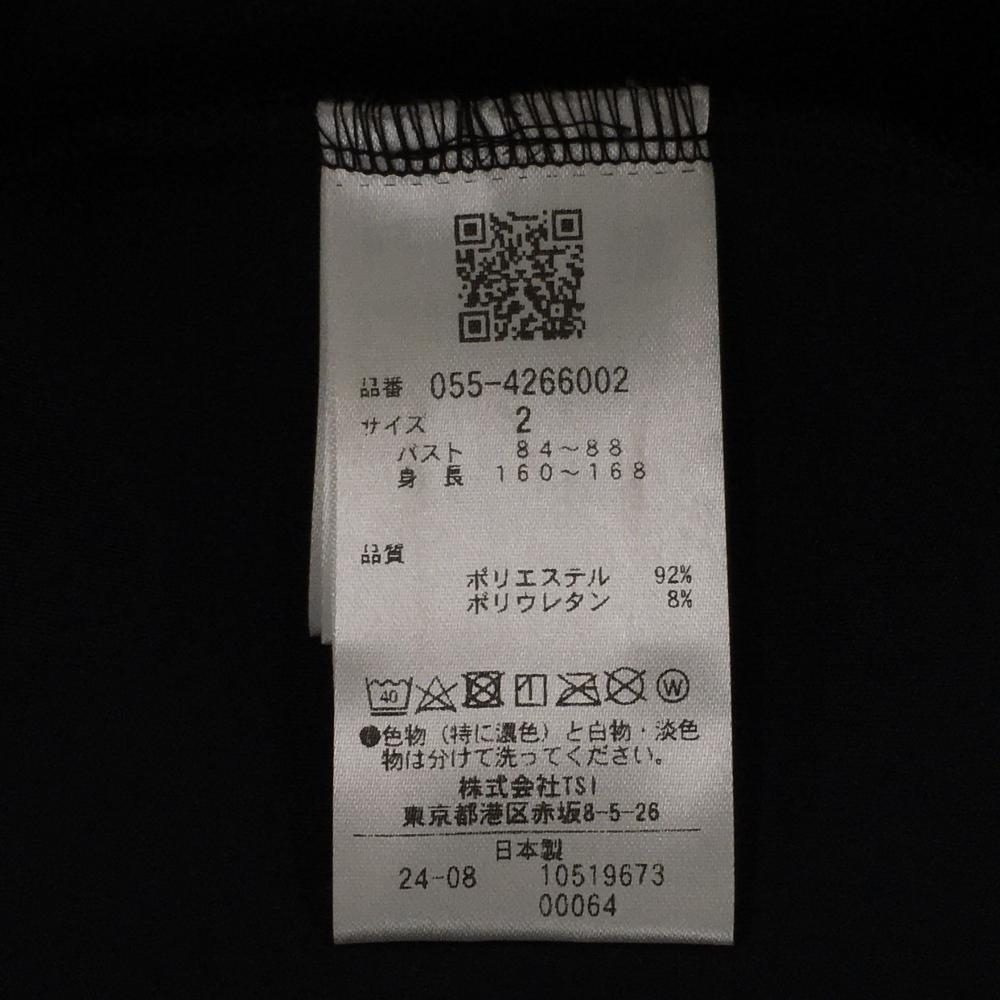 品番 055-4266002
サイズ 2
バスト 84～88
身長 160～168
品質
ポリエステル 92%
ポリウレタン 8%
40 W
●色物（特に濃色）と白物・淡色
物は分けて洗ってください。
株式会社TSI
東京都港区赤坂8-5-26
日本製
24-08 10519673
00064